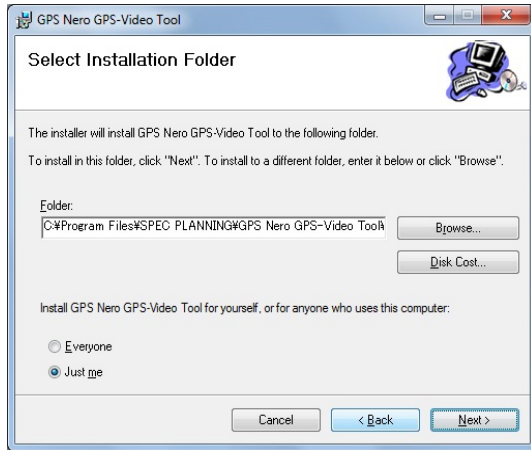 GPS Nero GPS-Video Tool
Select Installation Folder
The installer will install GPS Nero GPS-Video Tool to the following folder.
To install in this folder, click "Next". To install to a different folder, enter it below or click "Browse".
Folder:
C:¥Program Files¥SPEC PLANNING¥GPS Nero GPS-Video Tool¥
Browse...
Disk Cost...
Install GPS Nero GPS-Video Tool for yourself, or for anyone who uses this computer:
Everyone
Just me
Cancel
< Back
Next >